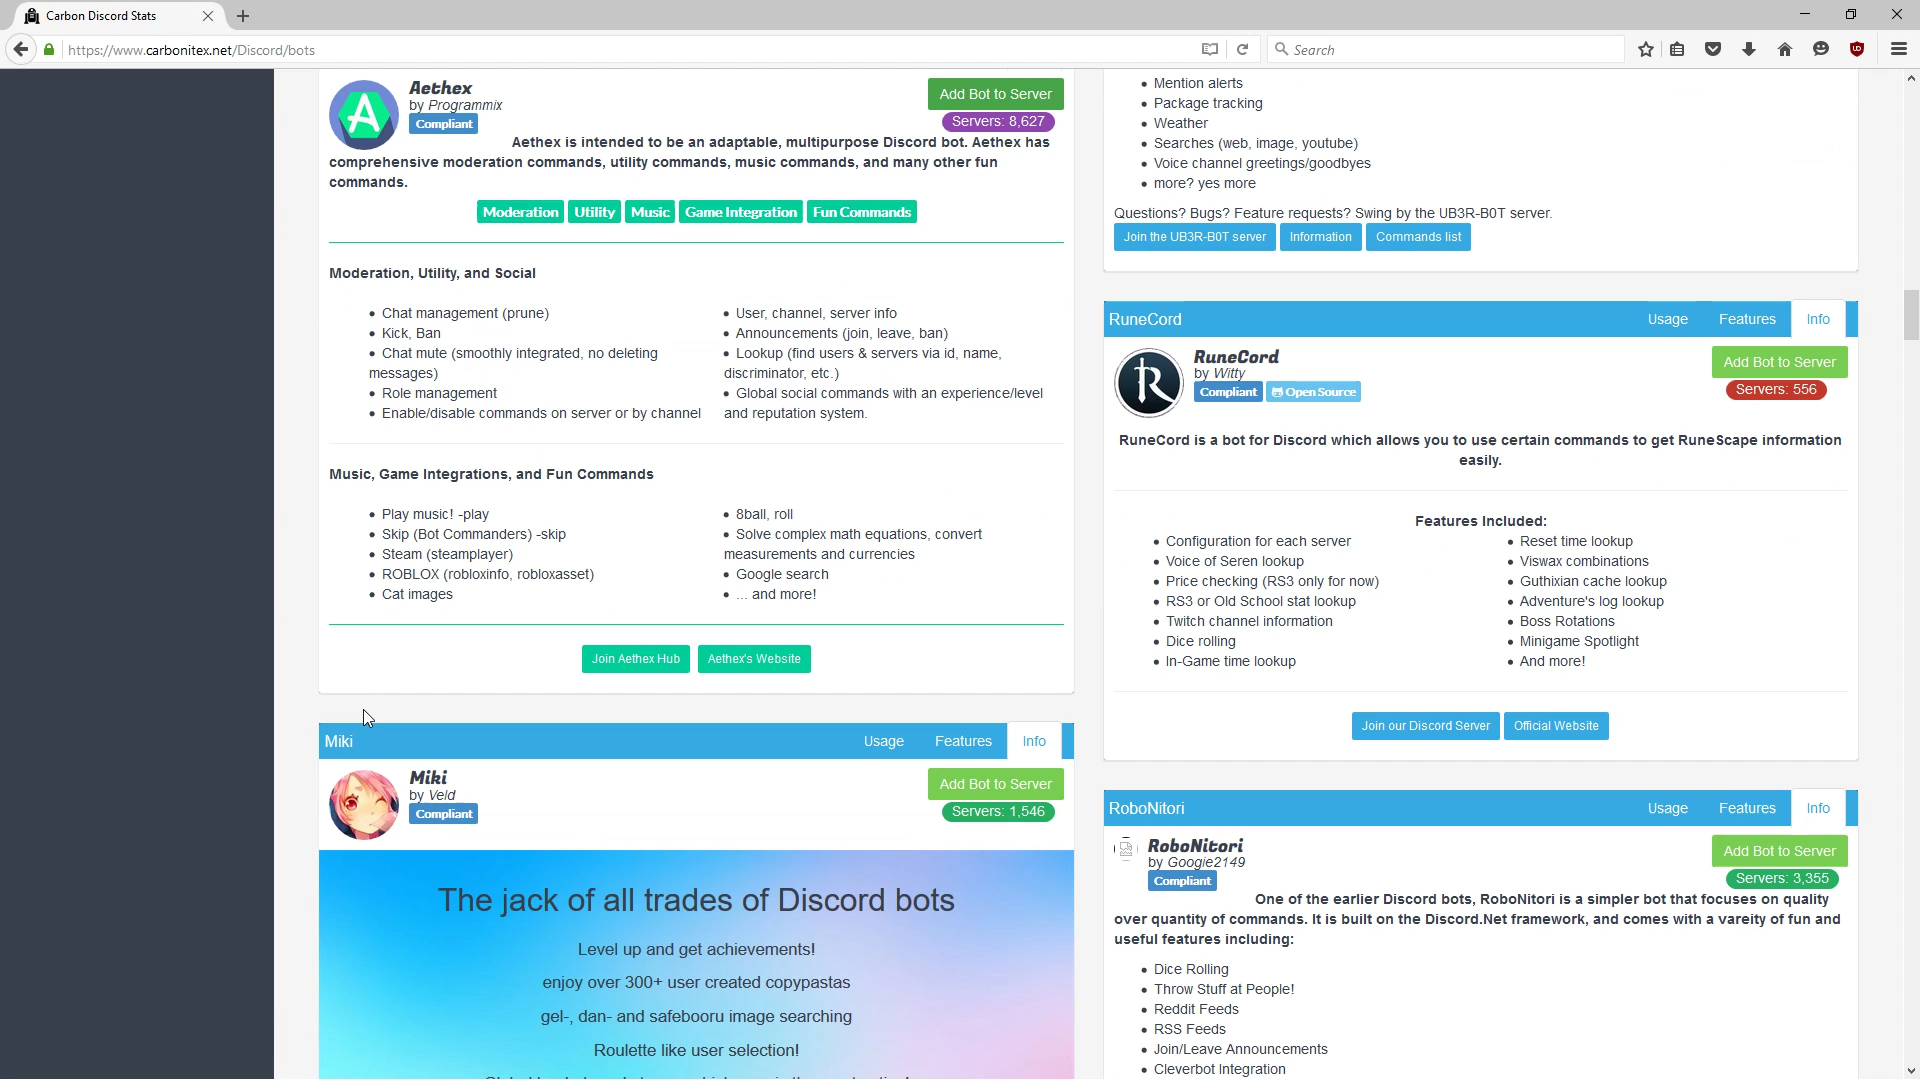 Carbon Discord Stats
https://www.carbonitex.net/Discord/bots
Search
Aethex
by Programmix
Compliant
Add Bot to Server
Servers: 8,627
Aethex is intended to be an adaptable, multipurpose Discord bot. Aethex has
comprehensive moderation commands, utility commands, music commands, and many other fun
commands.
Moderation Utility Music Game Integration Fun Commands
Moderation, Utility, and Social
Chat management (prune)
Kick, Ban
Chat mute (smoothly integrated, no deleting
messages)
Role management
Enable/disable commands on server or by channel
User, channel, server info
Announcements (join, leave, ban)
Lookup (find users & servers via id, name,
discriminator, etc.)
Global social commands with an experience/level
and reputation system.
Music, Game Integrations, and Fun Commands
Play music! -play
Skip (Bot Commanders) -skip
Steam (steamplayer)
ROBLOX (robloxinfo, robloxasset)
Cat images
8ball, roll
Solve complex math equations, convert
measurements and currencies
Google search
... and more!
Join Aethex Hub Aethex's Website
Miki Usage Features Info
Miki
by Veld
Compliant
Add Bot to Server
Servers: 1,546
The jack of all trades of Discord bots
Level up and get achievements!
enjoy over 300+ user created copypastas
gel-, dan- and safebooru image searching
Roulette like user selection!
Mention alerts
Package tracking
Weather
Searches (web, image, youtube)
Voice channel greetings/goodbyes
more? yes more
Questions? Bugs? Feature requests? Swing by the UB3R-B0T server.
Join the UB3R-B0T server Information Commands list
RuneCord Usage Features Info
RuneCord
by Witty
Compliant Open Source
Add Bot to Server
Servers: 556
RuneCord is a bot for Discord which allows you to use certain commands to get RuneScape information
easily.
Features Included:
Configuration for each server
Voice of Seren lookup
Price checking (RS3 only for now)
RS3 or Old School stat lookup
Twitch channel information
Dice rolling
In-Game time lookup
Reset time lookup
Viswax combinations
Guthixian cache lookup
Adventure's log lookup
Boss Rotations
Minigame Spotlight
And more!
Join our Discord Server Official Website
RoboNitori Usage Features Info
RoboNitori
by Googie2149
Compliant
Add Bot to Server
Servers: 3,355
One of the earlier Discord bots, RoboNitori is a simpler bot that focuses on quality
over quantity of commands. It is built on the Discord.Net framework, and comes with a vareity of fun and
useful features including:
Dice Rolling
Throw Stuff at People!
Reddit Feeds
RSS Feeds
Join/Leave Announcements
Cleverbot Integration